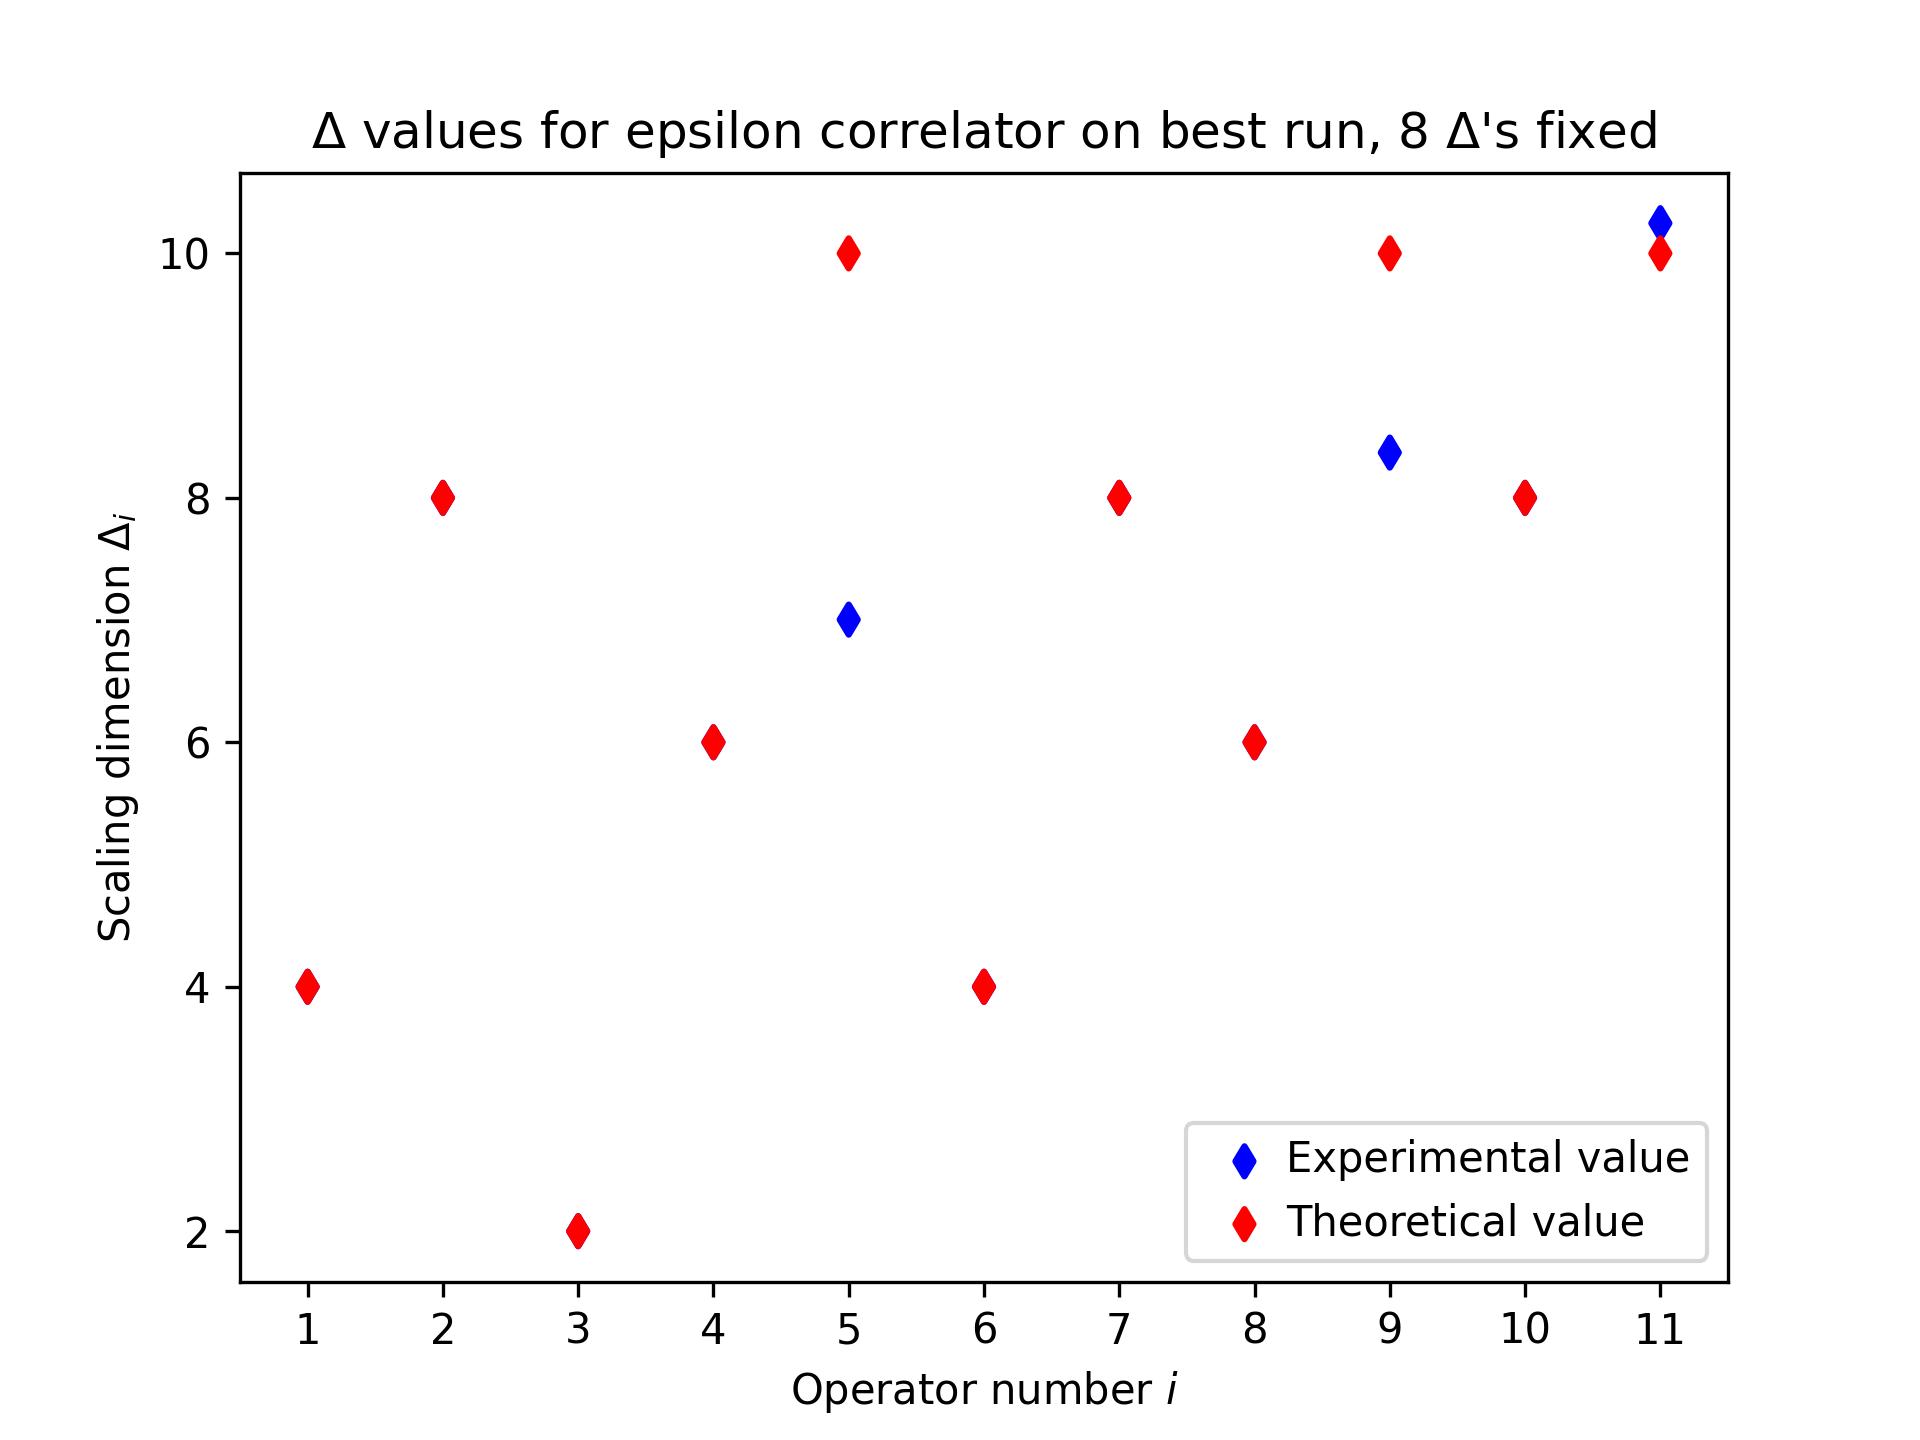 Δ values for epsilon correlator on best run, 8 Δ's fixed
10
8
6
4
2
Scaling dimension Δi
1 2 3 4 5 6 7 8 9 10 11
Operator number i
Experimental value
Theoretical value